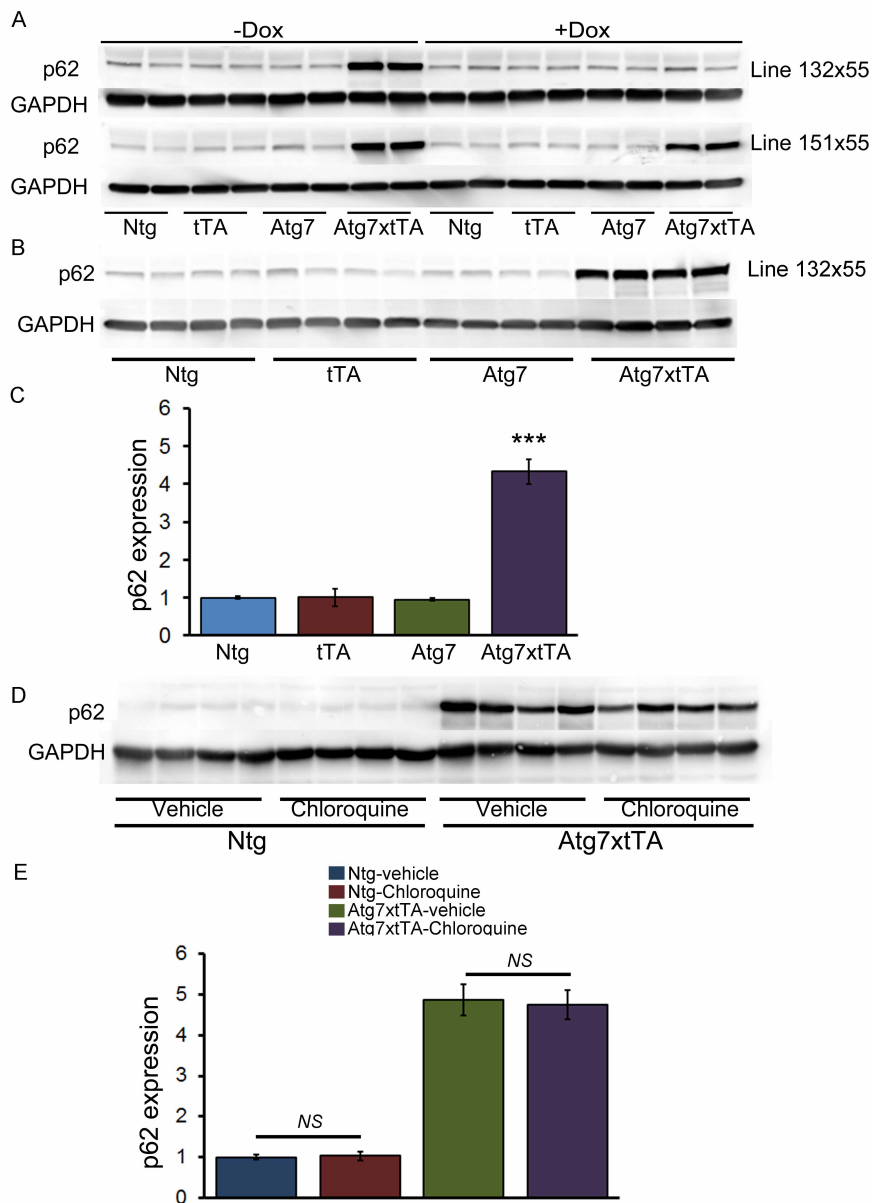 A
-Dox +Dox
p62 Line 132x55
GAPDH
p62 Line 151x55
GAPDH
Ntg tTA Atg7 Atg7xtTA Ntg tTA Atg7 Atg7xtTA
B
p62 Line 132x55
GAPDH
Ntg tTA Atg7 Atg7xtTA
C
p62 expression
6
5
4
3
2
1
0
***
Ntg tTA Atg7 Atg7xtTA
D
p62
GAPDH
Vehicle Chloroquine Vehicle Chloroquine
Ntg Atg7xtTA
E
Ntg-vehicle
Ntg-Chloroquine
Atg7xtTA-vehicle
Atg7xtTA-Chloroquine
p62 expression
6
5
4
3
2
1
0
NS
NS